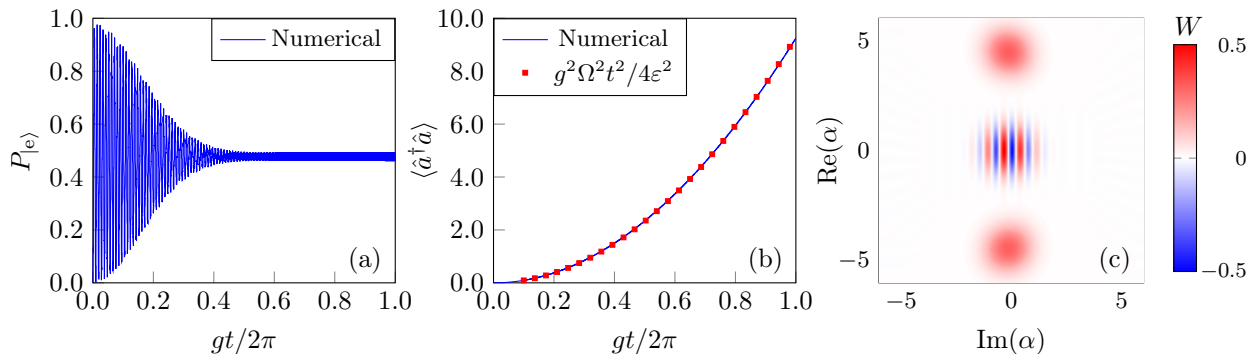 1.0
0.8
0.6
0.4
0.2
0.0
P|e⟩
Numerical
(a)
0.0 0.2 0.4 0.6 0.8 1.0
gt/2π
10.0
8.0
6.0
4.0
2.0
0.0
⟨â†â⟩
Numerical
g²Ω²t²/4ε²
(b)
0.0 0.2 0.4 0.6 0.8 1.0
gt/2π
5
0
−5
Re(α)
(c)
−5 0 5
Im(α)
W
0.5
0
−0.5